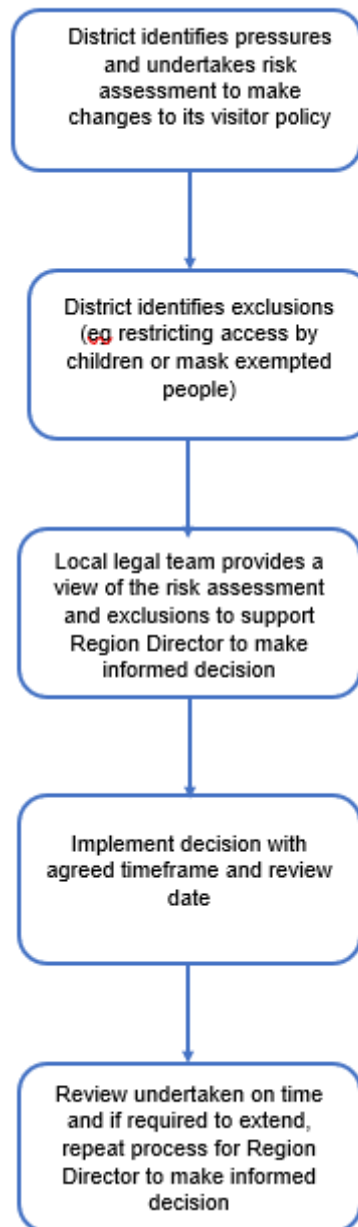 District identifies pressures
and undertakes risk
assessment to make
changes to its visitor policy
District identifies exclusions
(eg restricting access by
children or mask exempted
people)
Local legal team provides a
view of the risk assessment
and exclusions to support
Region Director to make
informed decision
Implement decision with
agreed timeframe and review
date
Review undertaken on time
and if required to extend,
repeat process for Region
Director to make informed
decision